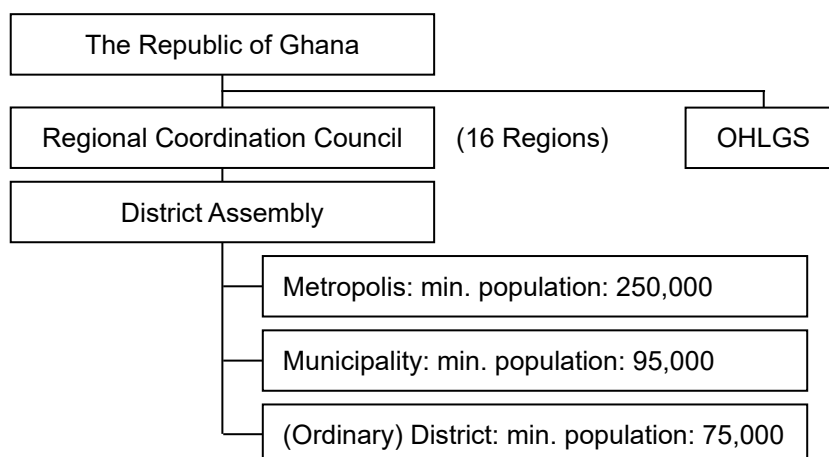 The Republic of Ghana
Regional Coordination Council
(16 Regions)
OHLGS
District Assembly
Metropolis: min. population: 250,000
Municipality: min. population: 95,000
(Ordinary) District: min. population: 75,000